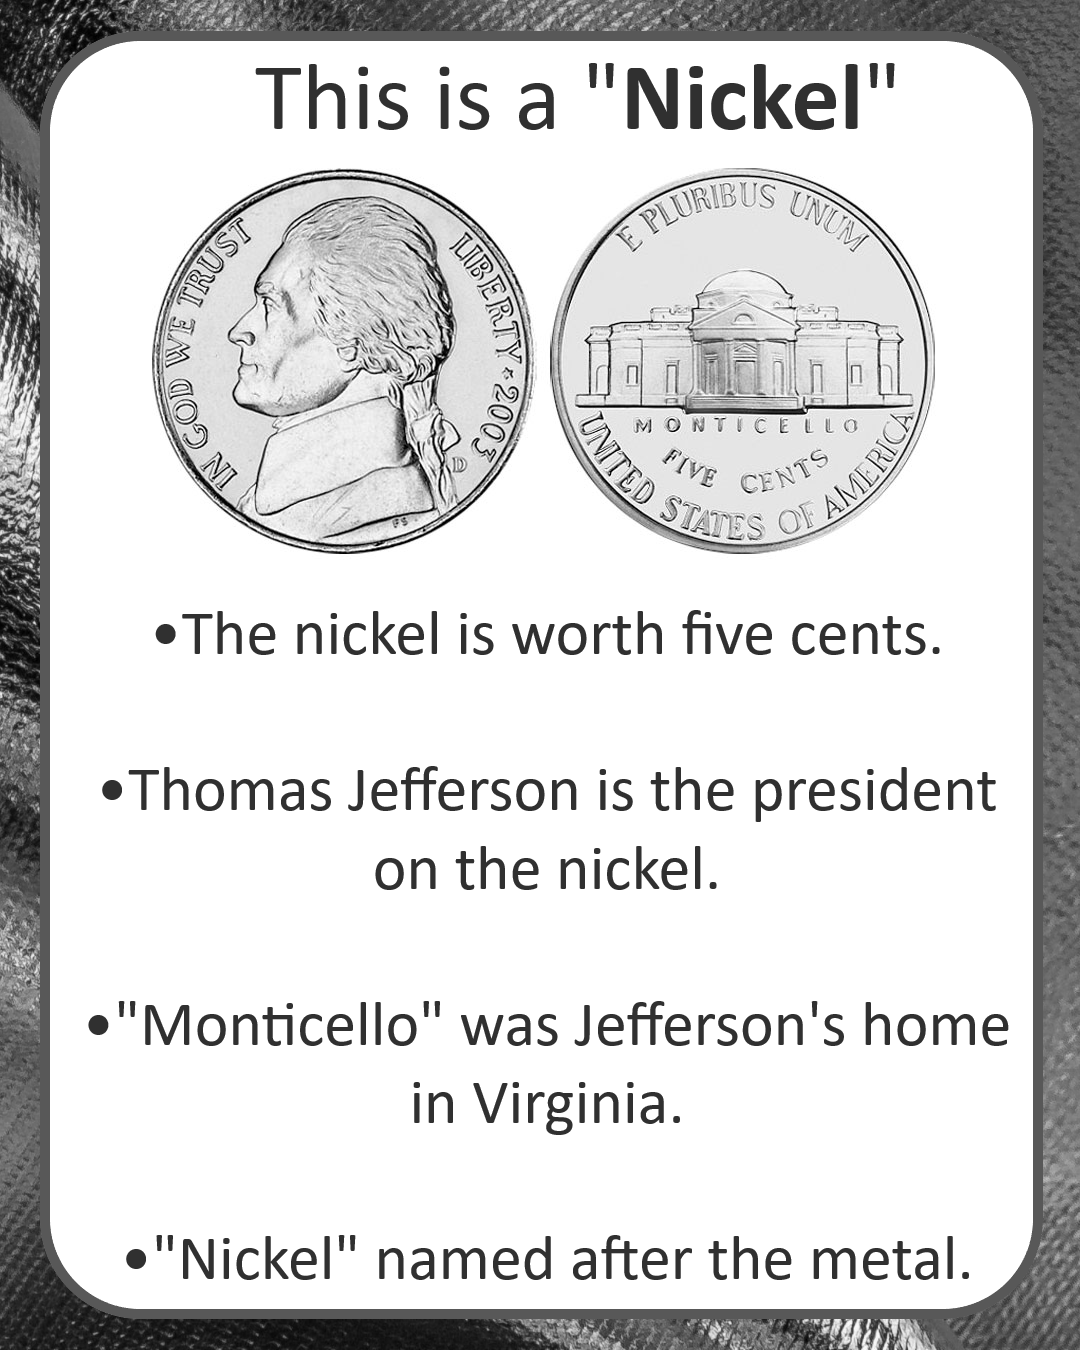 This is a "Nickel"
IN GOD WE TRUST
LIBERTY ★ 2003
D
FS
E PLURIBUS UNUM
MONTICELLO
FIVE CENTS
UNITED STATES OF AMERICA
•The nickel is worth five cents.
•Thomas Jefferson is the president
on the nickel.
•"Monticello" was Jefferson's home
in Virginia.
•"Nickel" named after the metal.